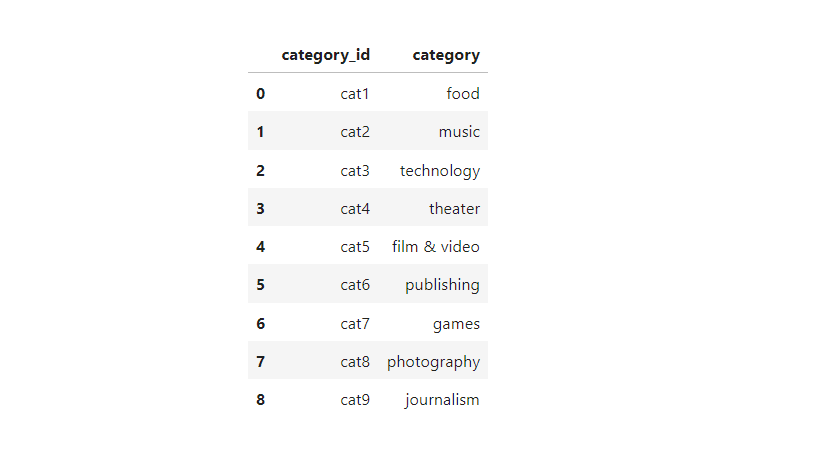 category_id category
0 cat1 food
1 cat2 music
2 cat3 technology
3 cat4 theater
4 cat5 film & video
5 cat6 publishing
6 cat7 games
7 cat8 photography
8 cat9 journalism